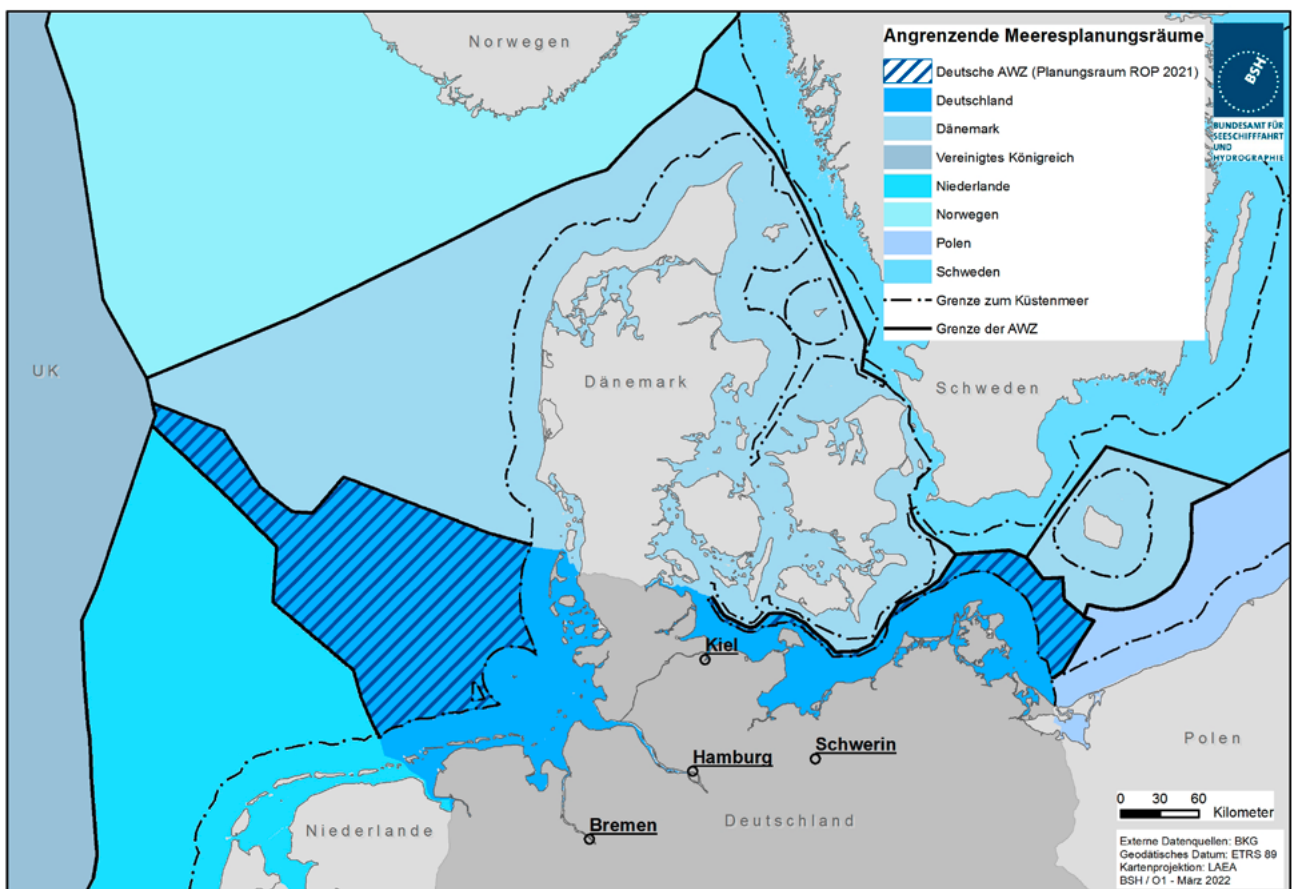 Norwegen
Angrenzende Meeresplanungsräume
Deutsche AWZ (Planungsraum ROP 2021)
Deutschland
Dänemark
Vereinigtes Königreich
Niederlande
Norwegen
Polen
Schweden
Grenze zum Küstenmeer
Grenze der AWZ
BSH
BUNDESAMT FÜR
SEESCHIFFFAHRT
UND
HYDROGRAPHIE
UK
Dänemark
Schweden
Kiel
Hamburg
Schwerin
Polen
Niederlande
Bremen
Deutschland
0 30 60
Kilometer
Externe Datenquellen: BKG
Geodätisches Datum: ETRS 89
Kartenprojektion: LAEA
BSH / O1 - März 2022